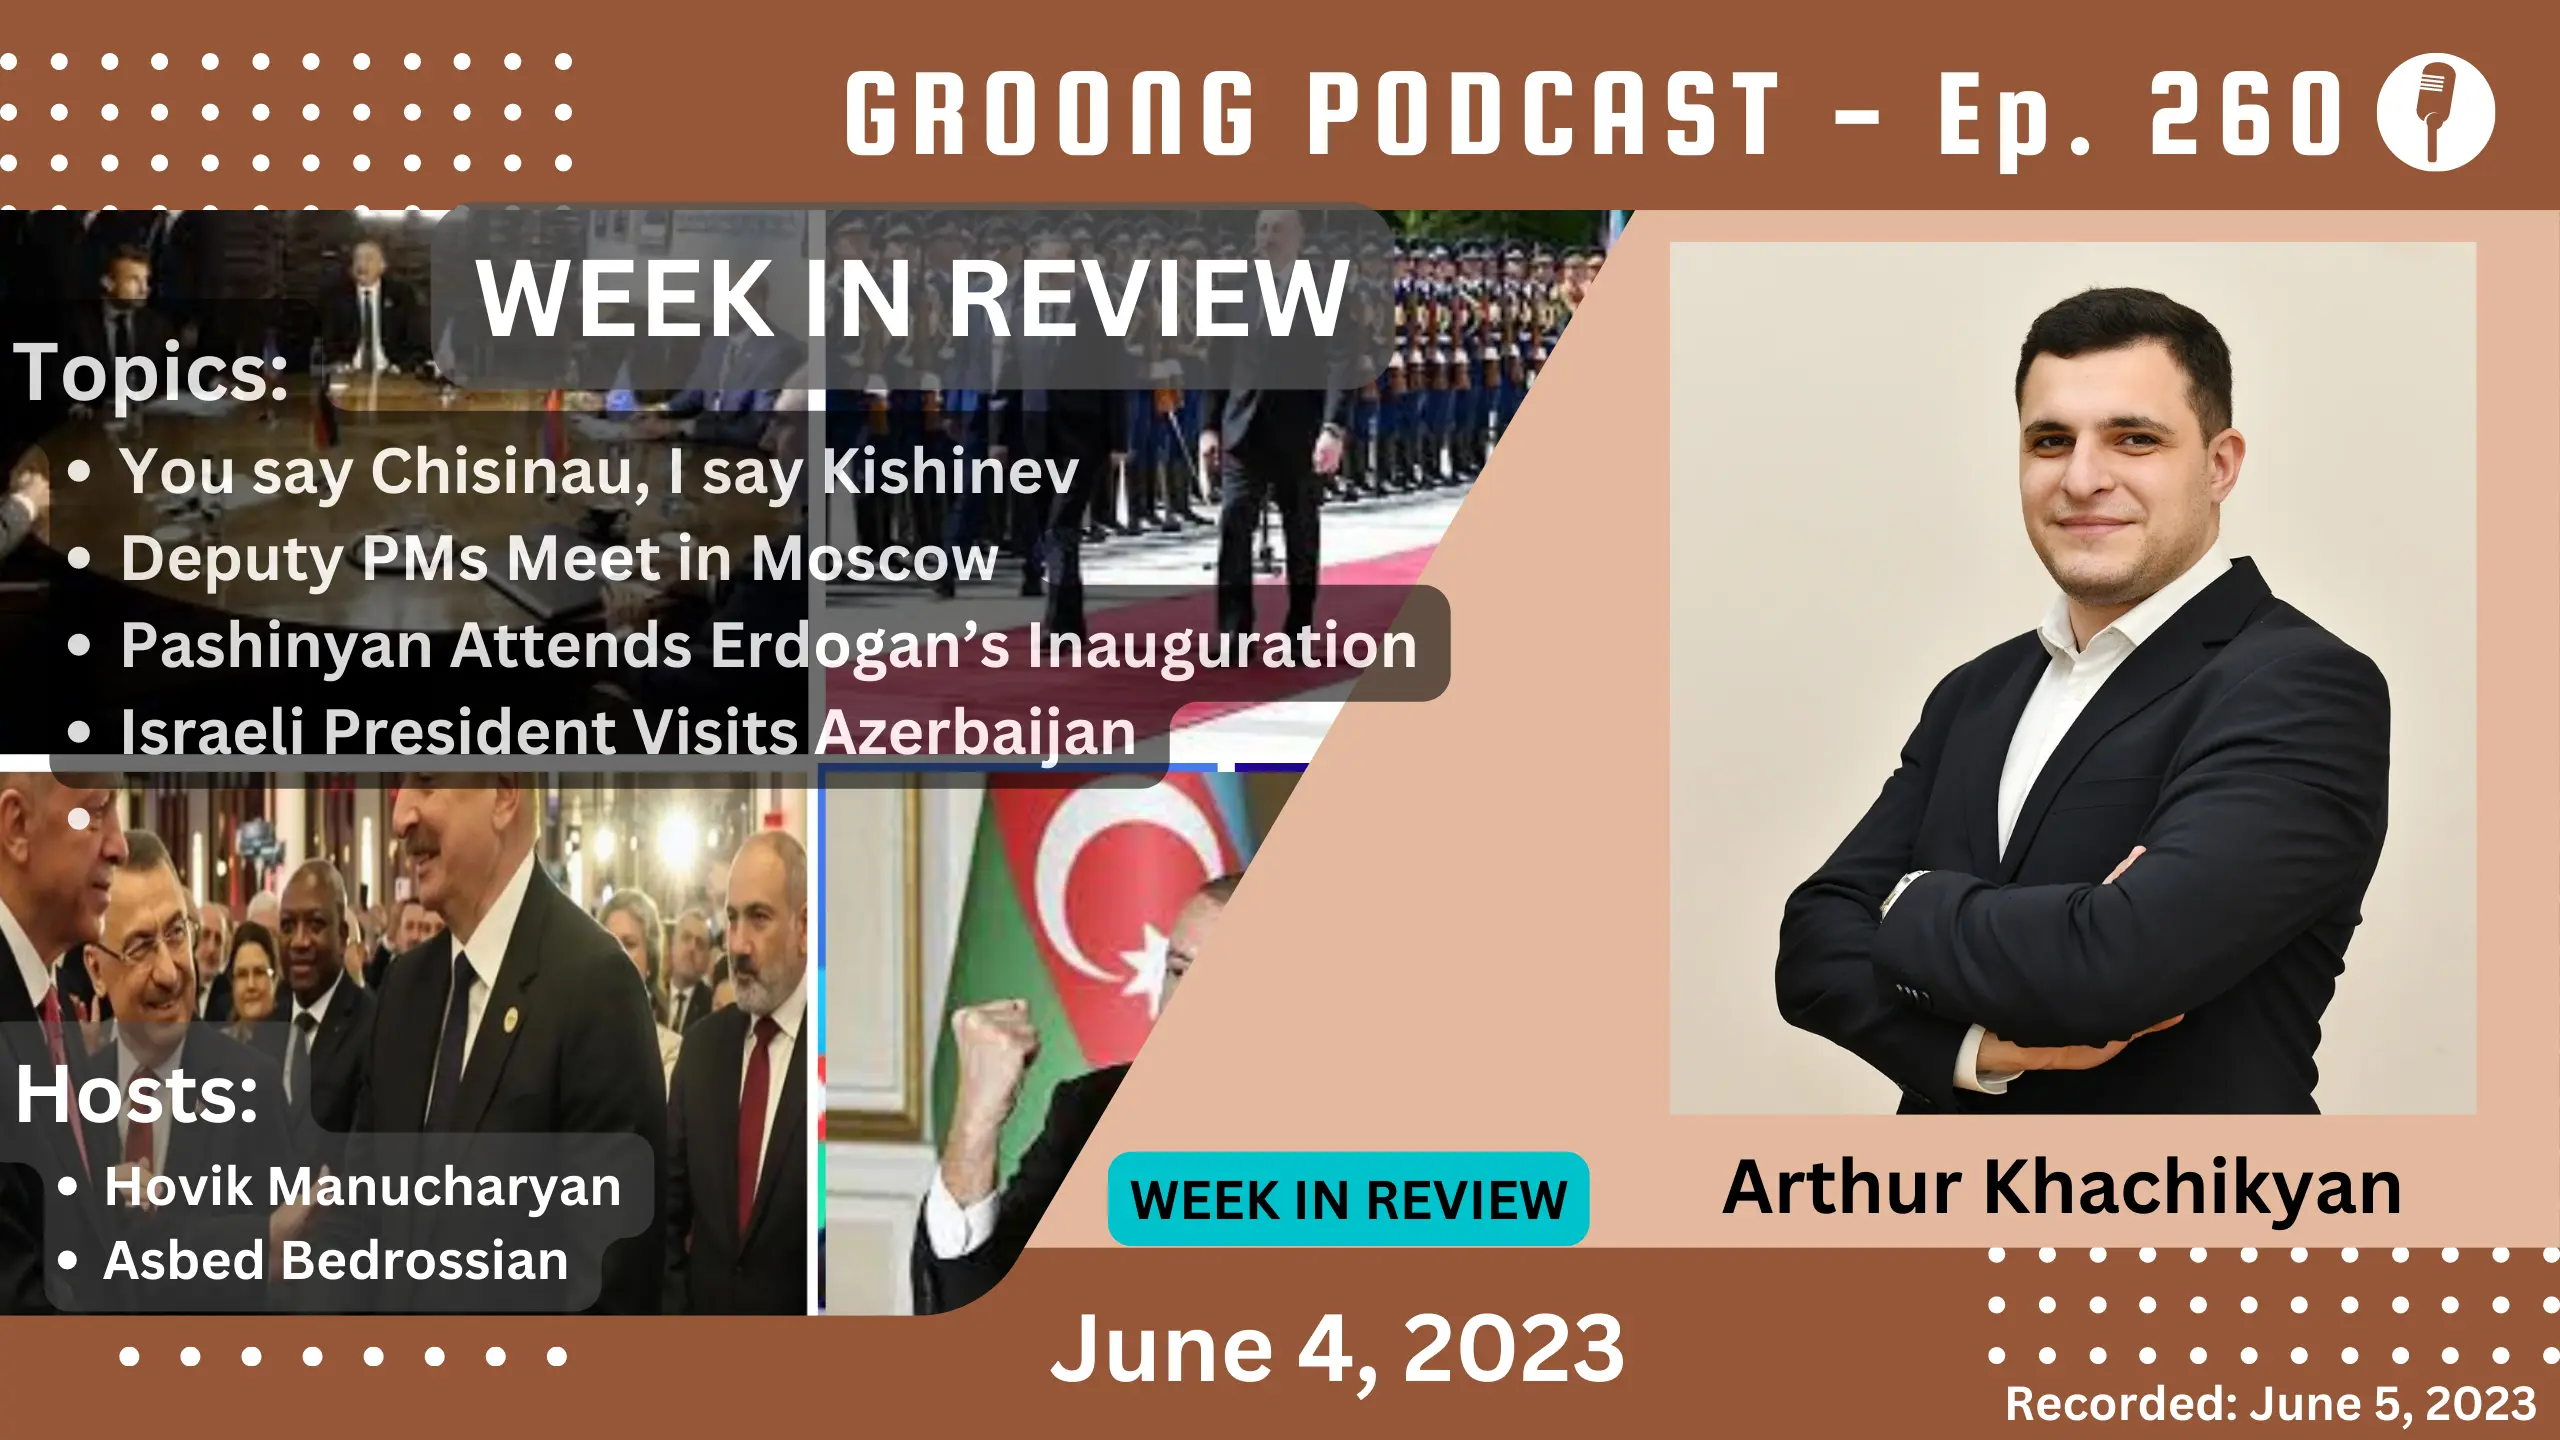 GROONG PODCAST - Ep. 260
WEEK IN REVIEW
Topics:
• You say Chisinau, I say Kishinev
• Deputy PMs Meet in Moscow
• Pashinyan Attends Erdogan’s Inauguration
• Israeli President Visits Azerbaijan
•
Hosts:
• Hovik Manucharyan
• Asbed Bedrossian
WEEK IN REVIEW
Arthur Khachikyan
June 4, 2023
Recorded: June 5, 2023